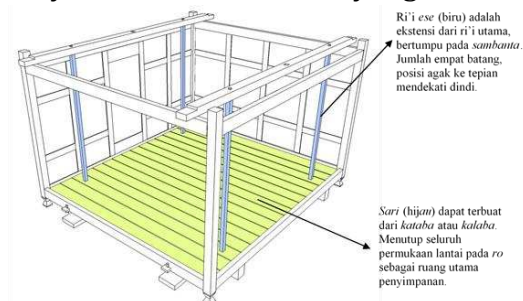 Ri'i ese (biru) adalah
ekstensi dari ri'i utama,
bertumpu pada sambanta.
Jumlah empat batang,
posisi agak ke tepian
mendekati dindi.
Sari (hijau) dapat terbuat
dari kataba atau kalaba.
Menutup seluruh
permukaan lantai pada ro
sebagai ruang utama
penyimpanan.